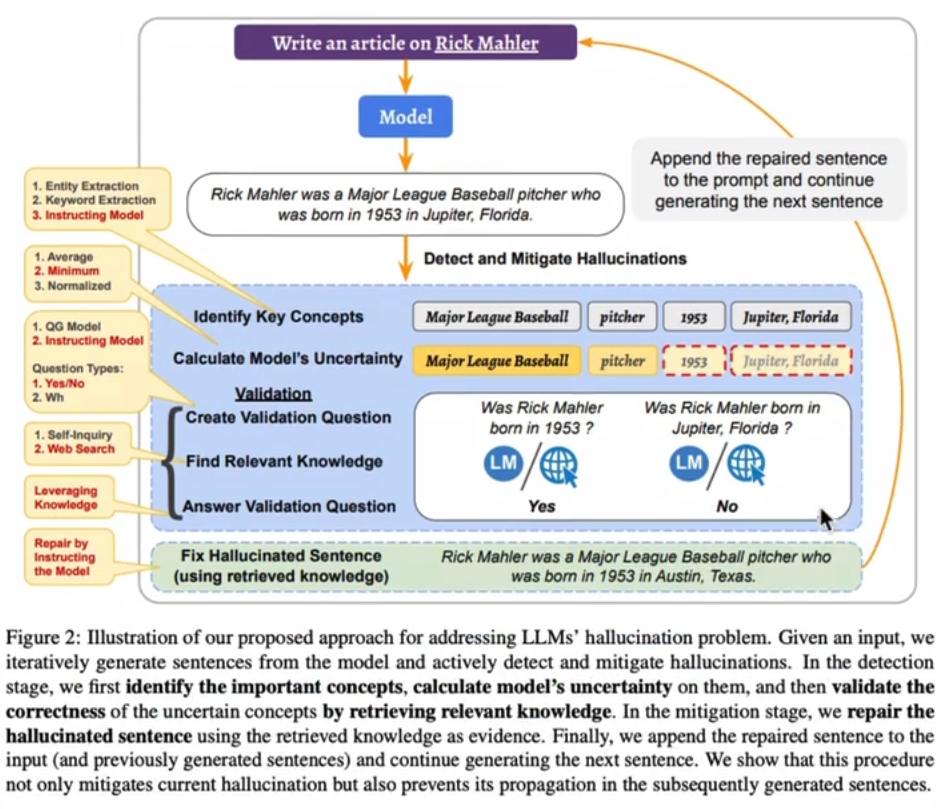 Write an article on Rick Mahler
Model
Rick Mahler was a Major League Baseball pitcher who
was born in 1953 in Jupiter, Florida.
Append the repaired sentence
to the prompt and continue
generating the next sentence
Detect and Mitigate Hallucinations
1. Entity Extraction
2. Keyword Extraction
3. Instructing Model
Identify Key Concepts
Major League Baseball pitcher 1953 Jupiter, Florida
1. Average
2. Minimum
3. Normalized
Calculate Model's Uncertainty
Major League Baseball pitcher 1953 Jupiter, Florida
1. QG Model
2. Instructing Model
Question Types:
1. Yes/No
2. Wh
Validation
Create Validation Question
Was Rick Mahler
born in 1953 ?
Was Rick Mahler born in
Jupiter, Florida ?
1. Self-Inquiry
2. Web Search
Find Relevant Knowledge
LM / LM /
Leveraging
Knowledge
Answer Validation Question
Yes No
Repair by
Instructing
the Model
Fix Hallucinated Sentence
(using retrieved knowledge)
Rick Mahler was a Major League Baseball pitcher who
was born in 1953 in Austin, Texas.
Figure 2: Illustration of our proposed approach for addressing LLMs' hallucination problem. Given an input, we
iteratively generate sentences from the model and actively detect and mitigate hallucinations. In the detection
stage, we first identify the important concepts, calculate model's uncertainty on them, and then validate the
correctness of the uncertain concepts by retrieving relevant knowledge. In the mitigation stage, we repair the
hallucinated sentence using the retrieved knowledge as evidence. Finally, we append the repaired sentence to the
input (and previously generated sentences) and continue generating the next sentence. We show that this procedure
not only mitigates current hallucination but also prevents its propagation in the subsequently generated sentences.